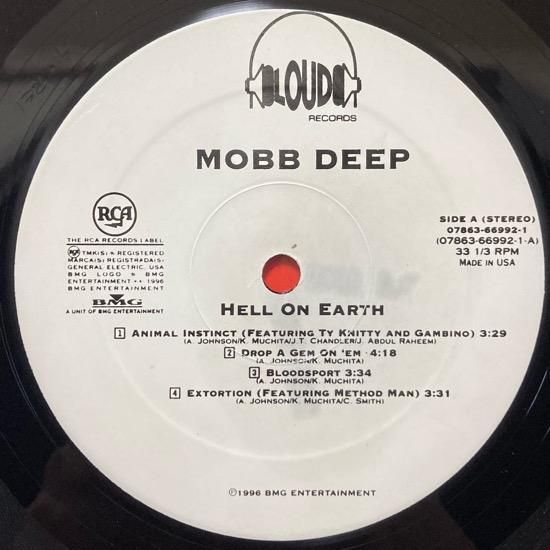 LOUD
RECORDS
MOBB DEEP
RCA
THE RCA RECORDS LABEL
TMK(S) ® REGISTERED
MARCA(S) REGISTRADA(S)
GENERAL ELECTRIC, USA
BMG LOGO ® BMG
ENTERTAINMENT • • 1996
BMG ENTERTAINMENT
BMG
A UNIT OF BMG ENTERTAINMENT
SIDE A (STEREO)
07863-66992-1
(07863-66992-1-A)
33 1/3 RPM
MADE IN USA
HELL ON EARTH
1 ANIMAL INSTINCT (FEATURING TY KNITTY AND GAMBINO) 3:29
(A. JOHNSON/K. MUCHITA/J.T. CHANDLER/J. ABDUL RAHEEM)
2 DROP A GEM ON 'EM 4:18
(A. JOHNSON/K. MUCHITA)
3 BLOODSPORT 3:34
(A. JOHNSON/K. MUCHITA)
4 EXTORTION (FEATURING METHOD MAN) 3:31
(A. JOHNSON/K. MUCHITA/C. SMITH)
℗1996 BMG ENTERTAINMENT